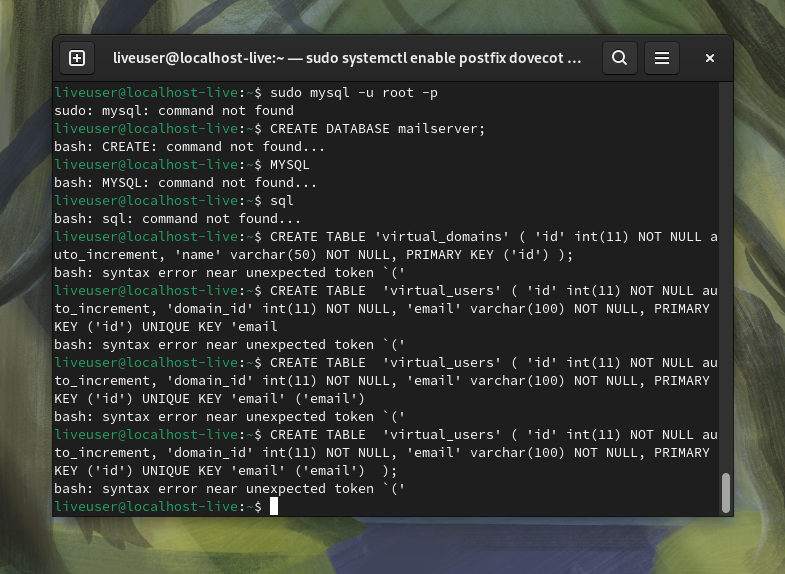 liveuser@localhost-live:~ — sudo systemctl enable postfix dovecot ...
liveuser@localhost-live:~$ sudo mysql -u root -p
sudo: mysql: command not found
liveuser@localhost-live:~$ CREATE DATABASE mailserver;
bash: CREATE: command not found...
liveuser@localhost-live:~$ MYSQL
bash: MYSQL: command not found...
liveuser@localhost-live:~$ sql
bash: sql: command not found...
liveuser@localhost-live:~$ CREATE TABLE 'virtual_domains' ( 'id' int(11) NOT NULL a
uto_increment, 'name' varchar(50) NOT NULL, PRIMARY KEY ('id') );
bash: syntax error near unexpected token `('
liveuser@localhost-live:~$ CREATE TABLE  'virtual_users' ( 'id' int(11) NOT NULL au
to_increment, 'domain_id' int(11) NOT NULL, 'email' varchar(100) NOT NULL, PRIMARY
KEY ('id') UNIQUE KEY 'email
bash: syntax error near unexpected token `('
liveuser@localhost-live:~$ CREATE TABLE  'virtual_users' ( 'id' int(11) NOT NULL au
to_increment, 'domain_id' int(11) NOT NULL, 'email' varchar(100) NOT NULL, PRIMARY
KEY ('id') UNIQUE KEY 'email' ('email')
bash: syntax error near unexpected token `('
liveuser@localhost-live:~$ CREATE TABLE  'virtual_users' ( 'id' int(11) NOT NULL au
to_increment, 'domain_id' int(11) NOT NULL, 'email' varchar(100) NOT NULL, PRIMARY
KEY ('id') UNIQUE KEY 'email' ('email')  );
bash: syntax error near unexpected token `('
liveuser@localhost-live:~$